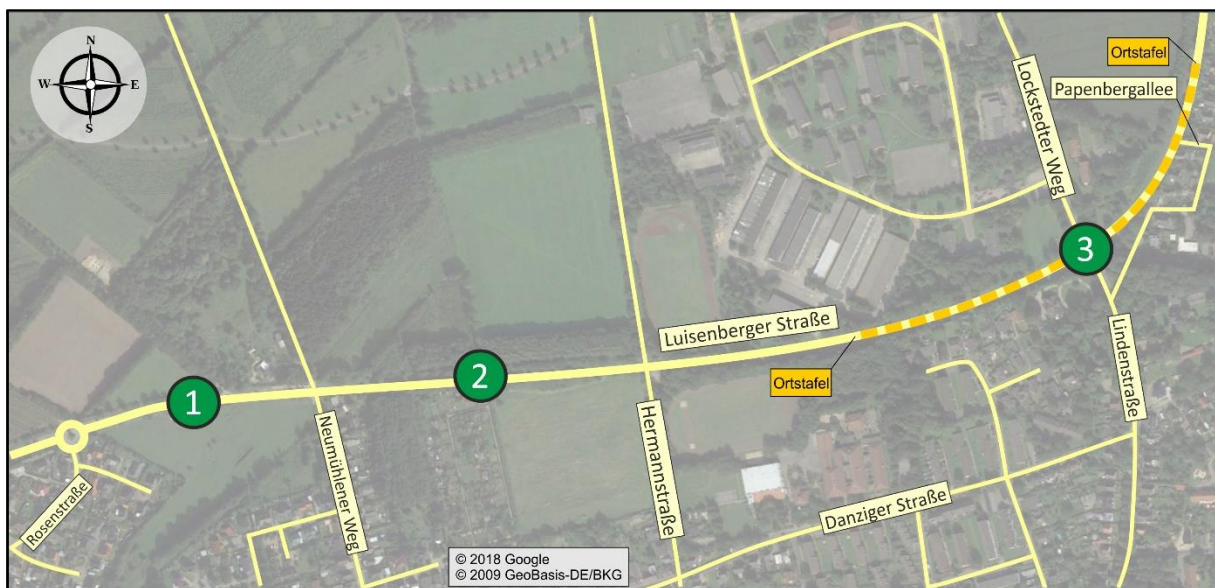 N
W
E
S
Ortstafel
Papenbergallee
Lockstedter Weg
3
Luisenberger Straße
Ortstafel
2
1
Lindenstraße
Hermannstraße
Neumühlener Weg
Rosenstraße
Danziger Straße
© 2018 Google
© 2009 GeoBasis-DE/BKG